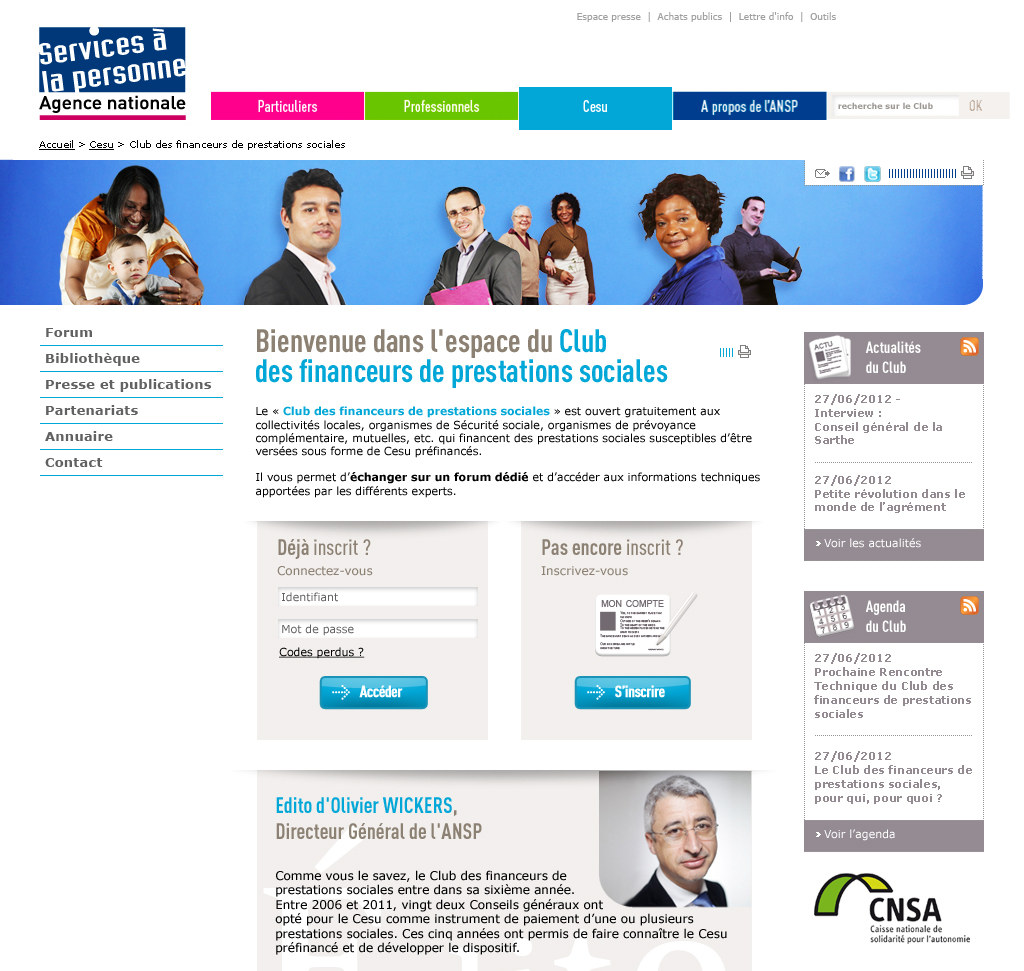 Espace presse | Achats publics | Lettre d'info | Outils
Services à
la personne
Agence nationale
Particuliers
Professionnels
Cesu
A propos de l'ANSP
recherche sur le Club
OK
Accueil > Cesu > Club des financeurs de prestations sociales
Forum
Bibliothèque
Presse et publications
Partenariats
Annuaire
Contact
Bienvenue dans l'espace du Club
des financeurs de prestations sociales
Le « Club des financeurs de prestations sociales » est ouvert gratuitement aux
collectivités locales, organismes de Sécurité sociale, organismes de prévoyance
complémentaire, mutuelles, etc. qui financent des prestations sociales susceptibles d'être
versées sous forme de Cesu préfinancés.
Il vous permet d'échanger sur un forum dédié et d'accéder aux informations techniques
apportées par les différents experts.
Déjà inscrit ?
Connectez-vous
Identifiant
Mot de passe
Codes perdus ?
Accéder
Pas encore inscrit ?
Inscrivez-vous
MON COMPTE
S'inscrire
Edito d'Olivier WICKERS,
Directeur Général de l'ANSP
Comme vous le savez, le Club des financeurs de
prestations sociales entre dans sa sixième année.
Entre 2006 et 2011, vingt deux Conseils généraux ont
opté pour le Cesu comme instrument de paiement d'une ou plusieurs
prestations sociales. Ces cinq années ont permis de faire connaître le Cesu
préfinancé et de développer le dispositif.
ACTU
Actualités
du Club
27/06/2012 -
Interview :
Conseil général de la
Sarthe
27/06/2012
Petite révolution dans le
monde de l'agrément
Voir les actualités
Agenda
du Club
27/06/2012
Prochaine Rencontre
Technique du Club des
financeurs de prestations
sociales
27/06/2012
Le Club des financeurs de
prestations sociales,
pour qui, pour quoi ?
Voir l'agenda
CNSA
Caisse nationale de
solidarité pour l'autonomie